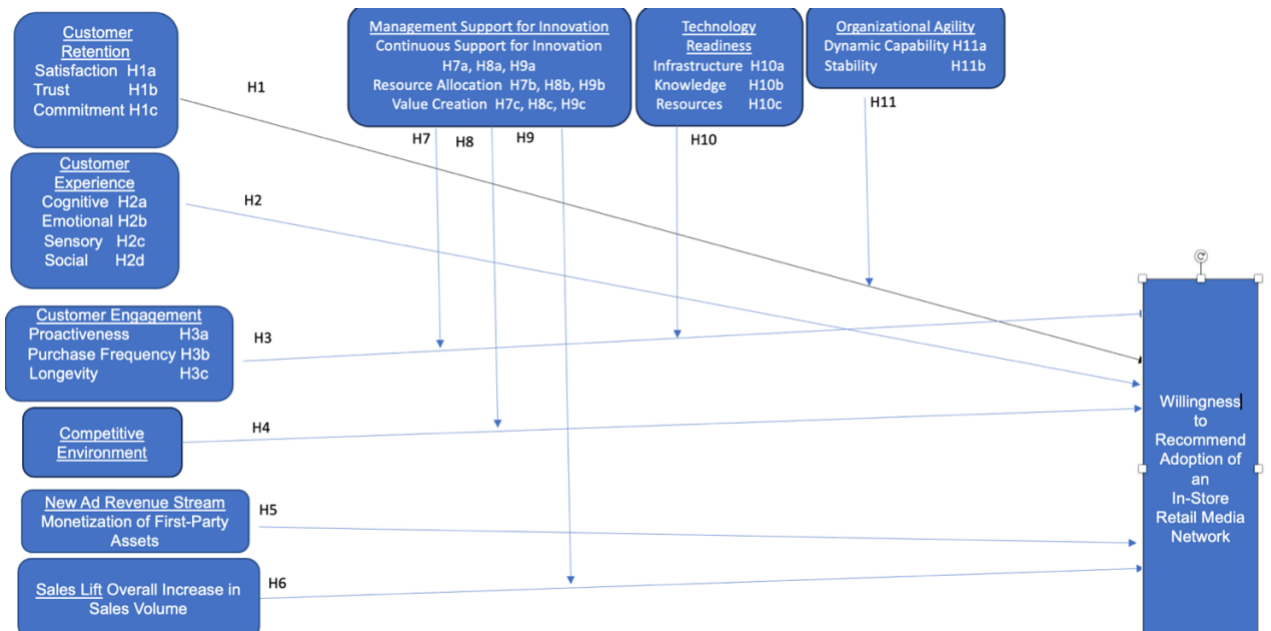 Customer
Retention
Satisfaction H1a
Trust H1b
Commitment H1c
H1
Management Support for Innovation
Continuous Support for Innovation
H7a, H8a, H9a
Resource Allocation H7b, H8b, H9b
Value Creation H7c, H8c, H9c
Technology
Readiness
Infrastructure H10a
Knowledge H10b
Resources H10c
Organizational Agility
Dynamic Capability H11a
Stability H11b
H7
H8
H9
H10
H11
Customer
Experience
Cognitive H2a
Emotional H2b
Sensory H2c
Social H2d
H2
Customer Engagement
Proactiveness H3a
Purchase Frequency H3b
Longevity H3c
H3
Competitive
Environment
H4
New Ad Revenue Stream
Monetization of First-Party
Assets
H5
Sales Lift Overall Increase in
Sales Volume
H6
Willingness
to
Recommend
Adoption of
an
In-Store
Retail Media
Network